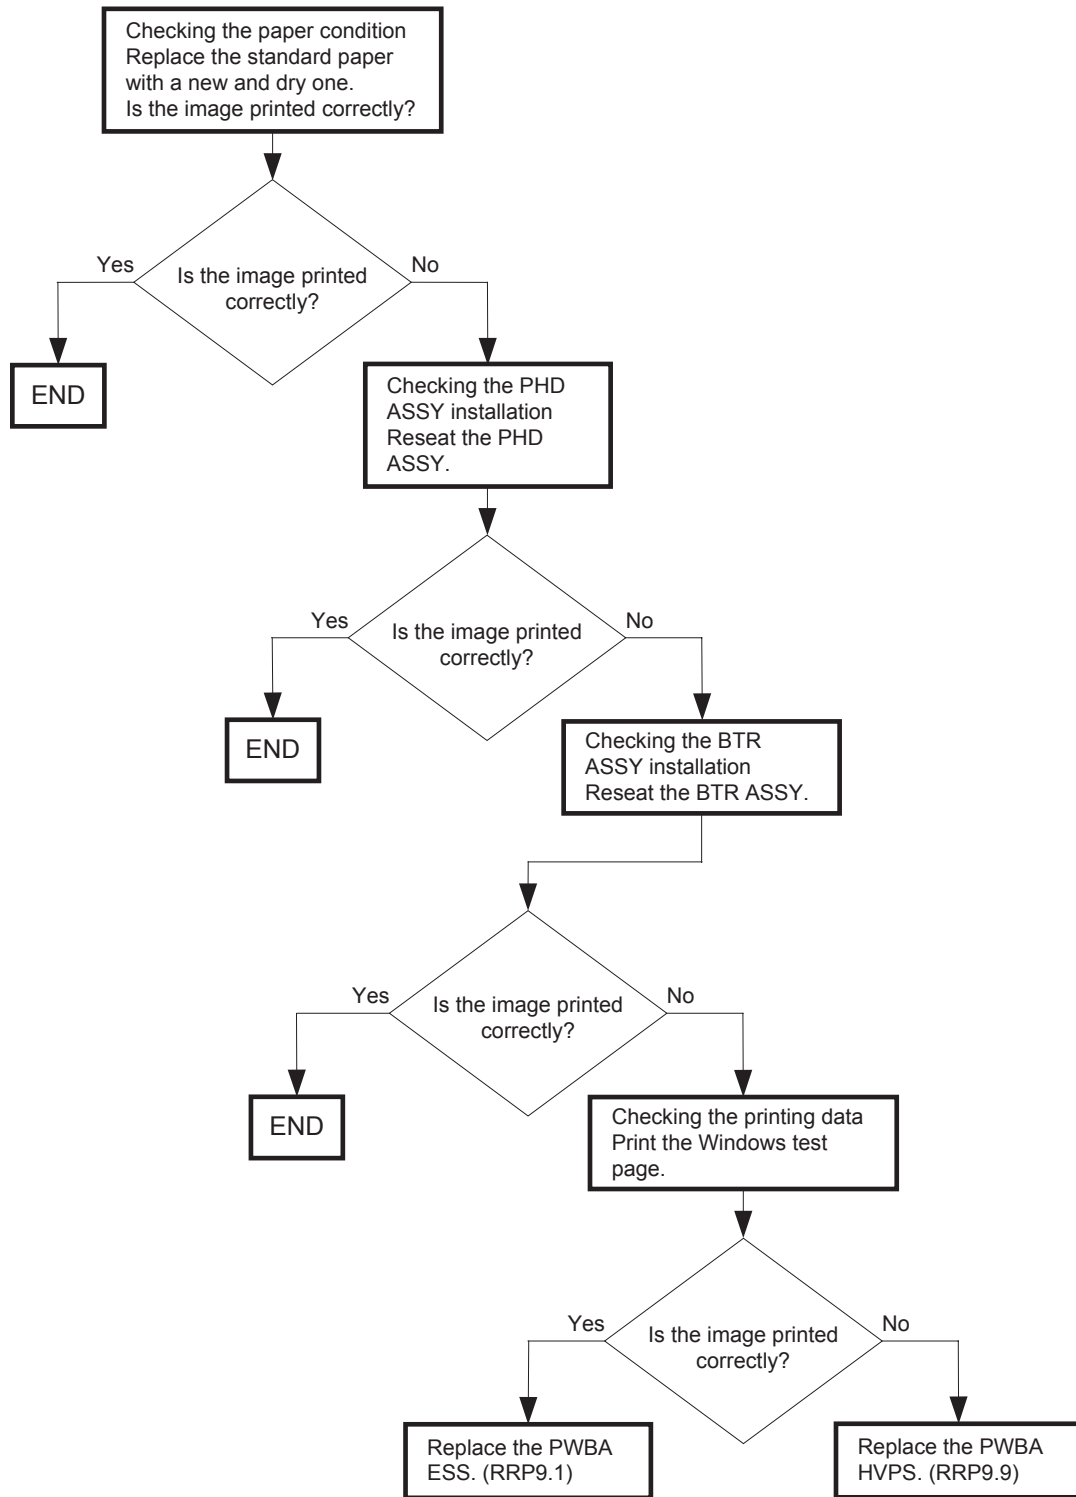 Checking the paper condition
Replace the standard paper
with a new and dry one.
Is the image printed correctly?
Yes
No
Is the image printed
correctly?
END
Checking the PHD
ASSY installation
Reseat the PHD
ASSY.
Yes
No
Is the image printed
correctly?
END
Checking the BTR
ASSY installation
Reseat the BTR ASSY.
Yes
No
Is the image printed
correctly?
END
Checking the printing data
Print the Windows test
page.
Yes
No
Is the image printed
correctly?
Replace the PWBA
ESS. (RRP9.1)
Replace the PWBA
HVPS. (RRP9.9)